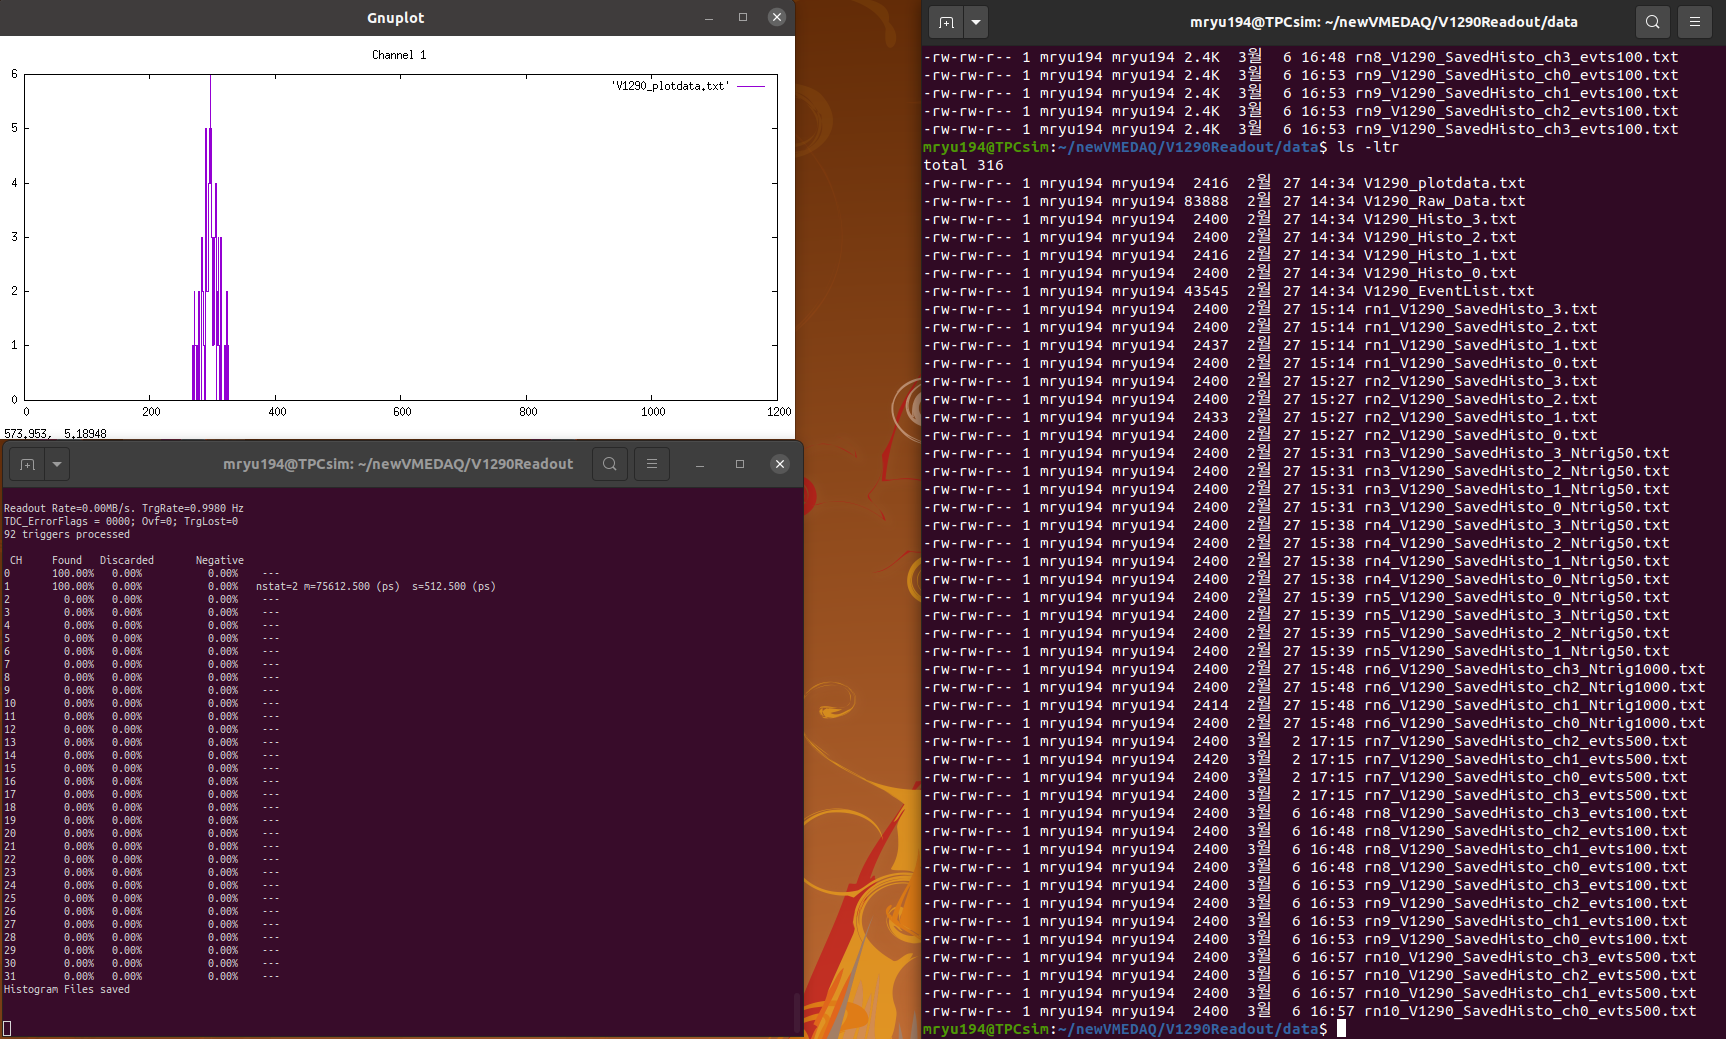 Gnuplot
Channel 1
'V1290_plotdata.txt'
6
5
4
3
2
1
0
0 200 400 600 800 1000 1200
573.953, 5.18948
mryu194@TPCsim: ~/newVMEDAQ/V1290Readout
Readout Rate=0.00MB/s. TrgRate=0.9980 Hz
TDC_ErrorFlags = 0000; Ovf=0; TrgLost=0
92 triggers processed
CH Found Discarded Negative
0 100.00% 0.00% 0.00% ---
1 100.00% 0.00% 0.00% nstat=2 m=75612.500 (ps) s=512.500 (ps)
2 0.00% 0.00% 0.00% ---
3 0.00% 0.00% 0.00% ---
4 0.00% 0.00% 0.00% ---
5 0.00% 0.00% 0.00% ---
6 0.00% 0.00% 0.00% ---
7 0.00% 0.00% 0.00% ---
8 0.00% 0.00% 0.00% ---
9 0.00% 0.00% 0.00% ---
10 0.00% 0.00% 0.00% ---
11 0.00% 0.00% 0.00% ---
12 0.00% 0.00% 0.00% ---
13 0.00% 0.00% 0.00% ---
14 0.00% 0.00% 0.00% ---
15 0.00% 0.00% 0.00% ---
16 0.00% 0.00% 0.00% ---
17 0.00% 0.00% 0.00% ---
18 0.00% 0.00% 0.00% ---
19 0.00% 0.00% 0.00% ---
20 0.00% 0.00% 0.00% ---
21 0.00% 0.00% 0.00% ---
22 0.00% 0.00% 0.00% ---
23 0.00% 0.00% 0.00% ---
24 0.00% 0.00% 0.00% ---
25 0.00% 0.00% 0.00% ---
26 0.00% 0.00% 0.00% ---
27 0.00% 0.00% 0.00% ---
28 0.00% 0.00% 0.00% ---
29 0.00% 0.00% 0.00% ---
30 0.00% 0.00% 0.00% ---
31 0.00% 0.00% 0.00% ---
Histogram Files saved
mryu194@TPCsim: ~/newVMEDAQ/V1290Readout/data
-rw-rw-r-- 1 mryu194 mryu194 2.4K 3월 6 16:48 rn8_V1290_SavedHisto_ch3_evts100.txt
-rw-rw-r-- 1 mryu194 mryu194 2.4K 3월 6 16:53 rn9_V1290_SavedHisto_ch0_evts100.txt
-rw-rw-r-- 1 mryu194 mryu194 2.4K 3월 6 16:53 rn9_V1290_SavedHisto_ch1_evts100.txt
-rw-rw-r-- 1 mryu194 mryu194 2.4K 3월 6 16:53 rn9_V1290_SavedHisto_ch2_evts100.txt
-rw-rw-r-- 1 mryu194 mryu194 2.4K 3월 6 16:53 rn9_V1290_SavedHisto_ch3_evts100.txt
mryu194@TPCsim:~/newVMEDAQ/V1290Readout/data$ ls -ltr
total 316
-rw-rw-r-- 1 mryu194 mryu194 2416 2월 27 14:34 V1290_plotdata.txt
-rw-rw-r-- 1 mryu194 mryu194 83888 2월 27 14:34 V1290_Raw_Data.txt
-rw-rw-r-- 1 mryu194 mryu194 2400 2월 27 14:34 V1290_Histo_3.txt
-rw-rw-r-- 1 mryu194 mryu194 2400 2월 27 14:34 V1290_Histo_2.txt
-rw-rw-r-- 1 mryu194 mryu194 2416 2월 27 14:34 V1290_Histo_1.txt
-rw-rw-r-- 1 mryu194 mryu194 2400 2월 27 14:34 V1290_Histo_0.txt
-rw-rw-r-- 1 mryu194 mryu194 43545 2월 27 14:34 V1290_EventList.txt
-rw-rw-r-- 1 mryu194 mryu194 2400 2월 27 15:14 rn1_V1290_SavedHisto_3.txt
-rw-rw-r-- 1 mryu194 mryu194 2400 2월 27 15:14 rn1_V1290_SavedHisto_2.txt
-rw-rw-r-- 1 mryu194 mryu194 2437 2월 27 15:14 rn1_V1290_SavedHisto_1.txt
-rw-rw-r-- 1 mryu194 mryu194 2400 2월 27 15:14 rn1_V1290_SavedHisto_0.txt
-rw-rw-r-- 1 mryu194 mryu194 2400 2월 27 15:27 rn2_V1290_SavedHisto_3.txt
-rw-rw-r-- 1 mryu194 mryu194 2400 2월 27 15:27 rn2_V1290_SavedHisto_2.txt
-rw-rw-r-- 1 mryu194 mryu194 2433 2월 27 15:27 rn2_V1290_SavedHisto_1.txt
-rw-rw-r-- 1 mryu194 mryu194 2400 2월 27 15:27 rn2_V1290_SavedHisto_0.txt
-rw-rw-r-- 1 mryu194 mryu194 2400 2월 27 15:31 rn3_V1290_SavedHisto_3_Ntrig50.txt
-rw-rw-r-- 1 mryu194 mryu194 2400 2월 27 15:31 rn3_V1290_SavedHisto_2_Ntrig50.txt
-rw-rw-r-- 1 mryu194 mryu194 2400 2월 27 15:31 rn3_V1290_SavedHisto_1_Ntrig50.txt
-rw-rw-r-- 1 mryu194 mryu194 2400 2월 27 15:31 rn3_V1290_SavedHisto_0_Ntrig50.txt
-rw-rw-r-- 1 mryu194 mryu194 2400 2월 27 15:38 rn4_V1290_SavedHisto_3_Ntrig50.txt
-rw-rw-r-- 1 mryu194 mryu194 2400 2월 27 15:38 rn4_V1290_SavedHisto_2_Ntrig50.txt
-rw-rw-r-- 1 mryu194 mryu194 2400 2월 27 15:38 rn4_V1290_SavedHisto_1_Ntrig50.txt
-rw-rw-r-- 1 mryu194 mryu194 2400 2월 27 15:38 rn4_V1290_SavedHisto_0_Ntrig50.txt
-rw-rw-r-- 1 mryu194 mryu194 2400 2월 27 15:39 rn5_V1290_SavedHisto_0_Ntrig50.txt
-rw-rw-r-- 1 mryu194 mryu194 2400 2월 27 15:39 rn5_V1290_SavedHisto_3_Ntrig50.txt
-rw-rw-r-- 1 mryu194 mryu194 2400 2월 27 15:39 rn5_V1290_SavedHisto_2_Ntrig50.txt
-rw-rw-r-- 1 mryu194 mryu194 2400 2월 27 15:39 rn5_V1290_SavedHisto_1_Ntrig50.txt
-rw-rw-r-- 1 mryu194 mryu194 2400 2월 27 15:48 rn6_V1290_SavedHisto_ch3_Ntrig1000.txt
-rw-rw-r-- 1 mryu194 mryu194 2400 2월 27 15:48 rn6_V1290_SavedHisto_ch2_Ntrig1000.txt
-rw-rw-r-- 1 mryu194 mryu194 2414 2월 27 15:48 rn6_V1290_SavedHisto_ch1_Ntrig1000.txt
-rw-rw-r-- 1 mryu194 mryu194 2400 2월 27 15:48 rn6_V1290_SavedHisto_ch0_Ntrig1000.txt
-rw-rw-r-- 1 mryu194 mryu194 2400 3월 2 17:15 rn7_V1290_SavedHisto_ch2_evts500.txt
-rw-rw-r-- 1 mryu194 mryu194 2420 3월 2 17:15 rn7_V1290_SavedHisto_ch1_evts500.txt
-rw-rw-r-- 1 mryu194 mryu194 2400 3월 2 17:15 rn7_V1290_SavedHisto_ch0_evts500.txt
-rw-rw-r-- 1 mryu194 mryu194 2400 3월 2 17:15 rn7_V1290_SavedHisto_ch3_evts500.txt
-rw-rw-r-- 1 mryu194 mryu194 2400 3월 6 16:48 rn8_V1290_SavedHisto_ch3_evts100.txt
-rw-rw-r-- 1 mryu194 mryu194 2400 3월 6 16:48 rn8_V1290_SavedHisto_ch2_evts100.txt
-rw-rw-r-- 1 mryu194 mryu194 2400 3월 6 16:48 rn8_V1290_SavedHisto_ch1_evts100.txt
-rw-rw-r-- 1 mryu194 mryu194 2400 3월 6 16:48 rn8_V1290_SavedHisto_ch0_evts100.txt
-rw-rw-r-- 1 mryu194 mryu194 2400 3월 6 16:53 rn9_V1290_SavedHisto_ch3_evts100.txt
-rw-rw-r-- 1 mryu194 mryu194 2400 3월 6 16:53 rn9_V1290_SavedHisto_ch2_evts100.txt
-rw-rw-r-- 1 mryu194 mryu194 2400 3월 6 16:53 rn9_V1290_SavedHisto_ch1_evts100.txt
-rw-rw-r-- 1 mryu194 mryu194 2400 3월 6 16:53 rn9_V1290_SavedHisto_ch0_evts100.txt
-rw-rw-r-- 1 mryu194 mryu194 2400 3월 6 16:57 rn10_V1290_SavedHisto_ch3_evts500.txt
-rw-rw-r-- 1 mryu194 mryu194 2400 3월 6 16:57 rn10_V1290_SavedHisto_ch2_evts500.txt
-rw-rw-r-- 1 mryu194 mryu194 2400 3월 6 16:57 rn10_V1290_SavedHisto_ch1_evts500.txt
-rw-rw-r-- 1 mryu194 mryu194 2400 3월 6 16:57 rn10_V1290_SavedHisto_ch0_evts500.txt
mryu194@TPCsim:~/newVMEDAQ/V1290Readout/data$